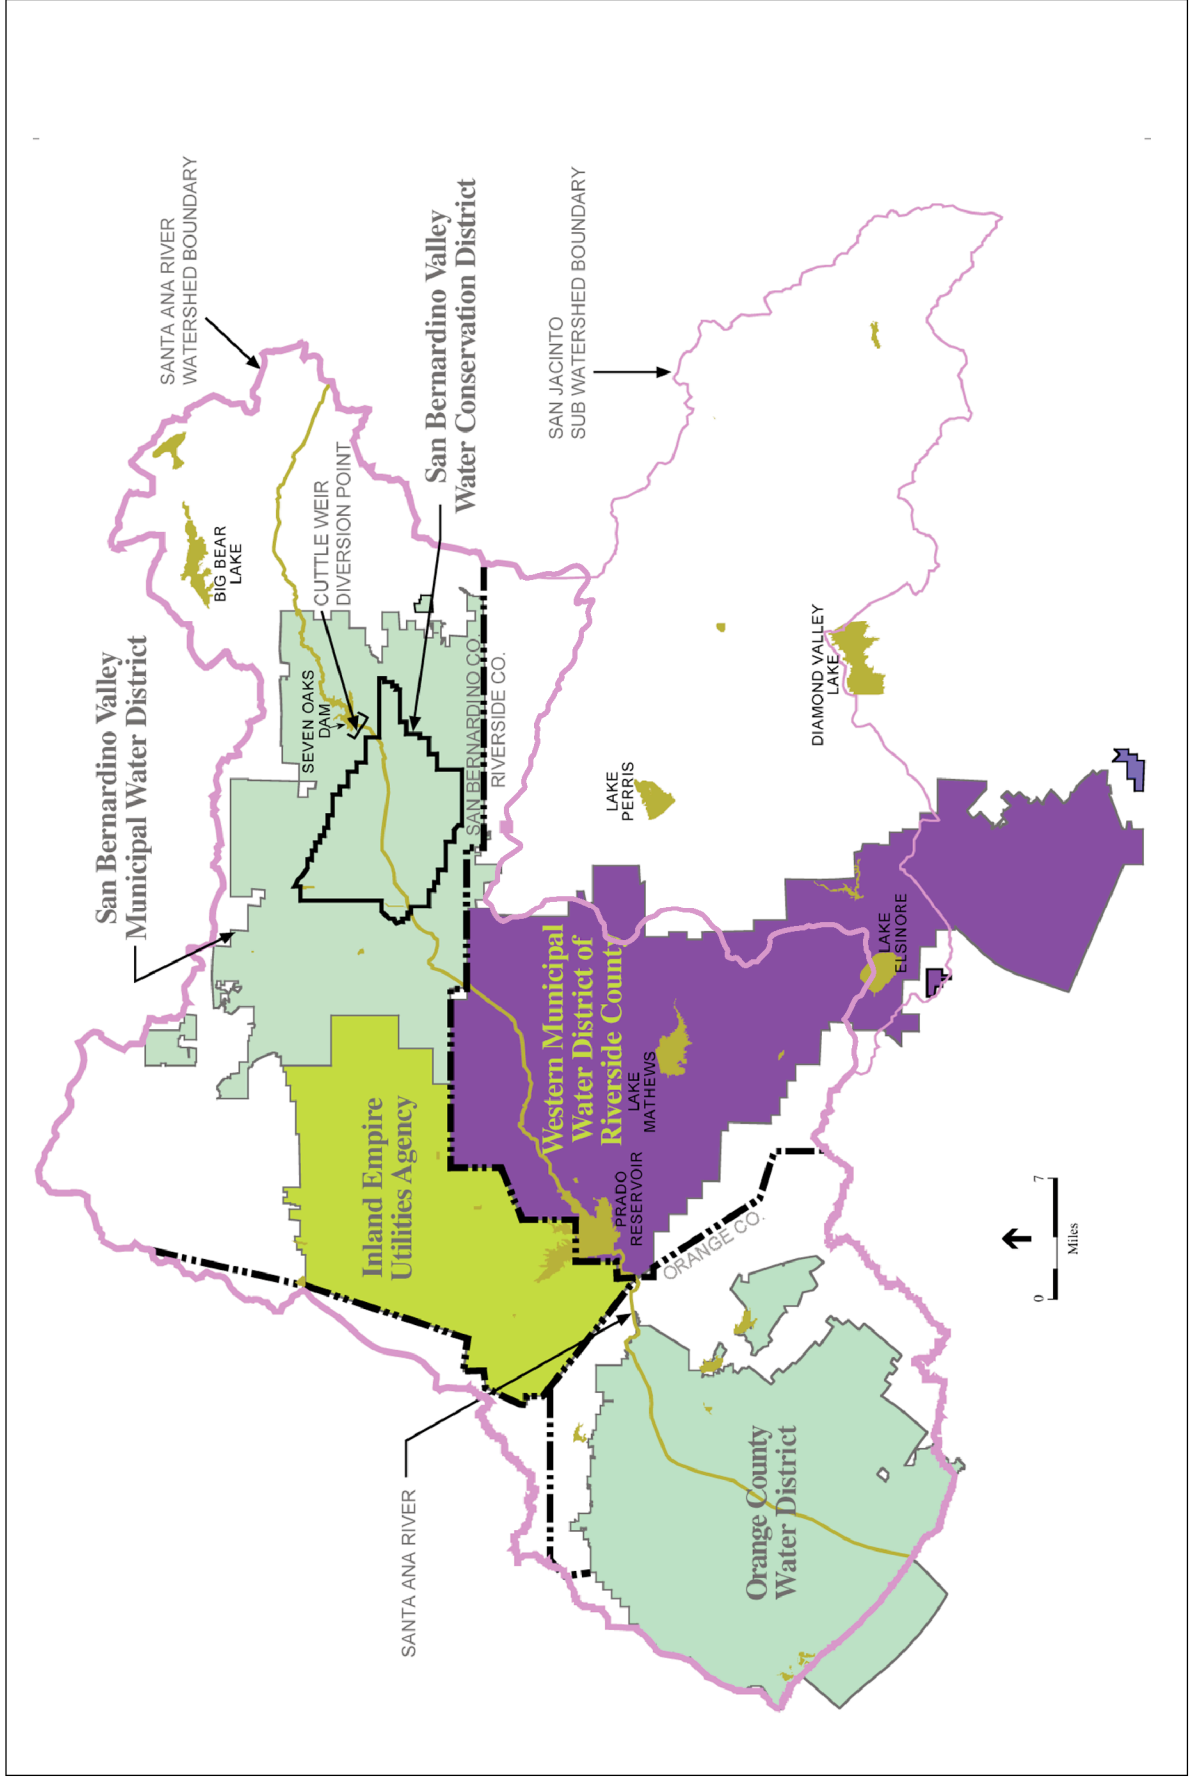 SANTA ANA RIVER
WATERSHED BOUNDARY
San Bernardino Valley
Municipal Water District
BIG BEAR
LAKE
CUTTLE WEIR
DIVERSION POINT
San Bernardino Valley
Water Conservation District
SEVEN OAKS
DAM
SAN BERNARDINO CO.
RIVERSIDE CO.
SAN JACINTO
SUB WATERSHED BOUNDARY
Inland Empire
Utilities Agency
Western Municipal
Water District of
Riverside County
LAKE
PERRIS
DIAMOND VALLEY
LAKE
LAKE
MATHEWS
LAKE
ELSINORE
PRADO
RESERVOIR
ORANGE CO.
SANTA ANA RIVER
Orange County
Water District
0
7
Miles